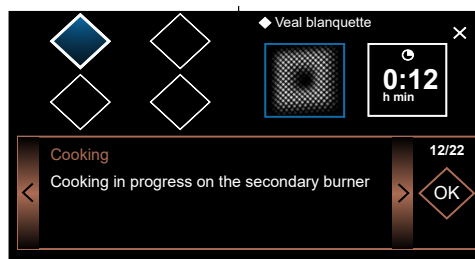 Veal blanquette
0:12
h min
Cooking
12/22
Cooking in progress on the secondary burner
OK